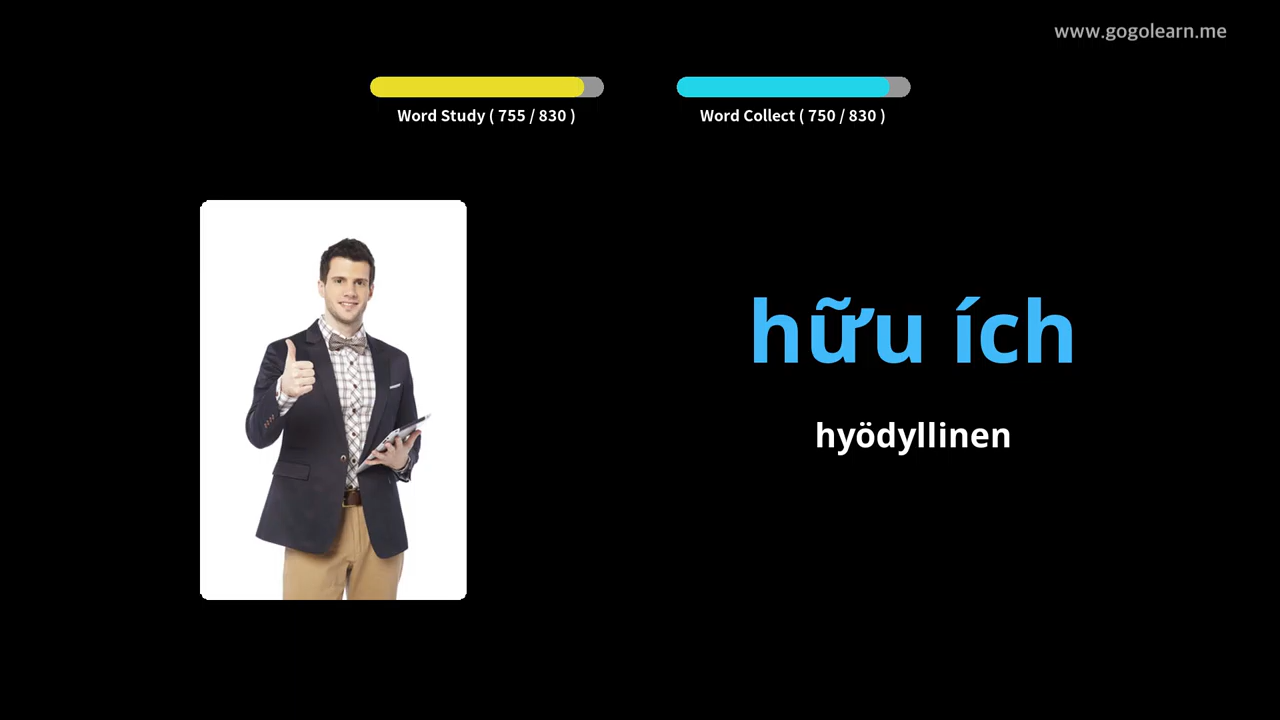 www.gogolearn.me
Word Study ( 755 / 830 )
Word Collect ( 750 / 830 )
hữu ích
hyödyllinen